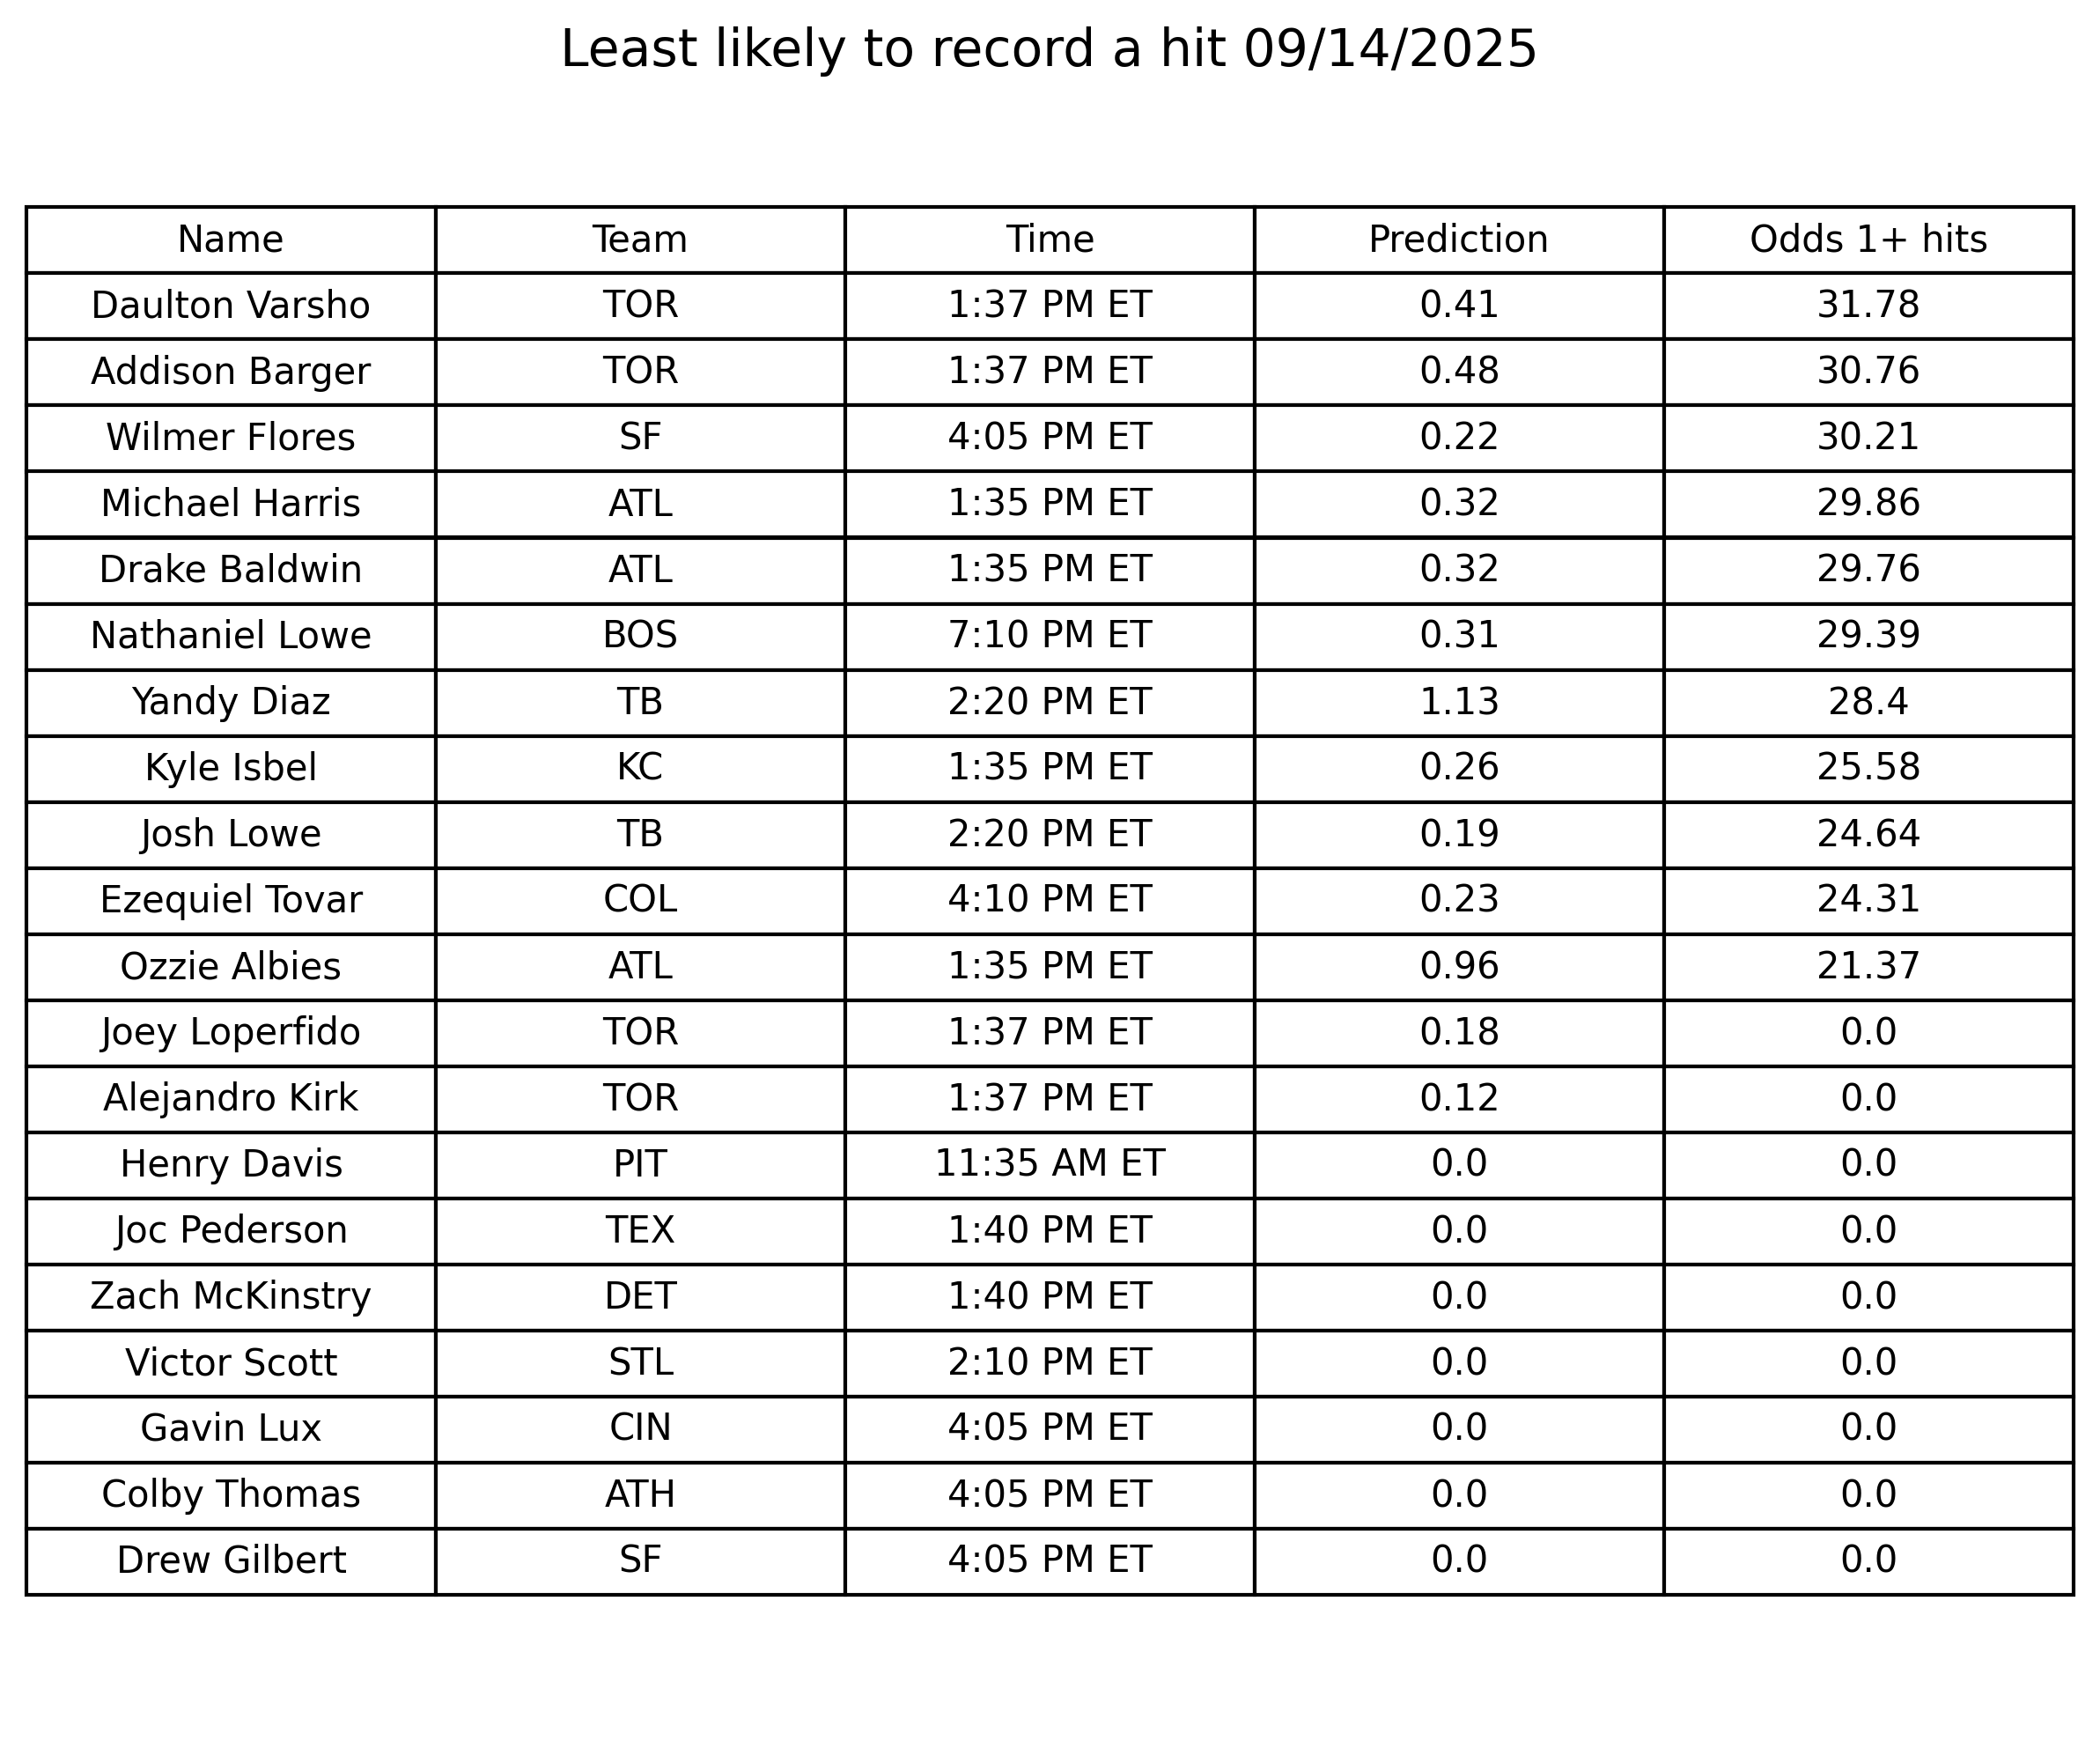 Least likely to record a hit 09/14/2025
Name Team Time Prediction Odds 1+ hits
Daulton Varsho TOR 1:37 PM ET 0.41 31.78
Addison Barger TOR 1:37 PM ET 0.48 30.76
Wilmer Flores SF 4:05 PM ET 0.22 30.21
Michael Harris ATL 1:35 PM ET 0.32 29.86
Drake Baldwin ATL 1:35 PM ET 0.32 29.76
Nathaniel Lowe BOS 7:10 PM ET 0.31 29.39
Yandy Diaz TB 2:20 PM ET 1.13 28.4
Kyle Isbel KC 1:35 PM ET 0.26 25.58
Josh Lowe TB 2:20 PM ET 0.19 24.64
Ezequiel Tovar COL 4:10 PM ET 0.23 24.31
Ozzie Albies ATL 1:35 PM ET 0.96 21.37
Joey Loperfido TOR 1:37 PM ET 0.18 0.0
Alejandro Kirk TOR 1:37 PM ET 0.12 0.0
Henry Davis PIT 11:35 AM ET 0.0 0.0
Joc Pederson TEX 1:40 PM ET 0.0 0.0
Zach McKinstry DET 1:40 PM ET 0.0 0.0
Victor Scott STL 2:10 PM ET 0.0 0.0
Gavin Lux CIN 4:05 PM ET 0.0 0.0
Colby Thomas ATH 4:05 PM ET 0.0 0.0
Drew Gilbert SF 4:05 PM ET 0.0 0.0